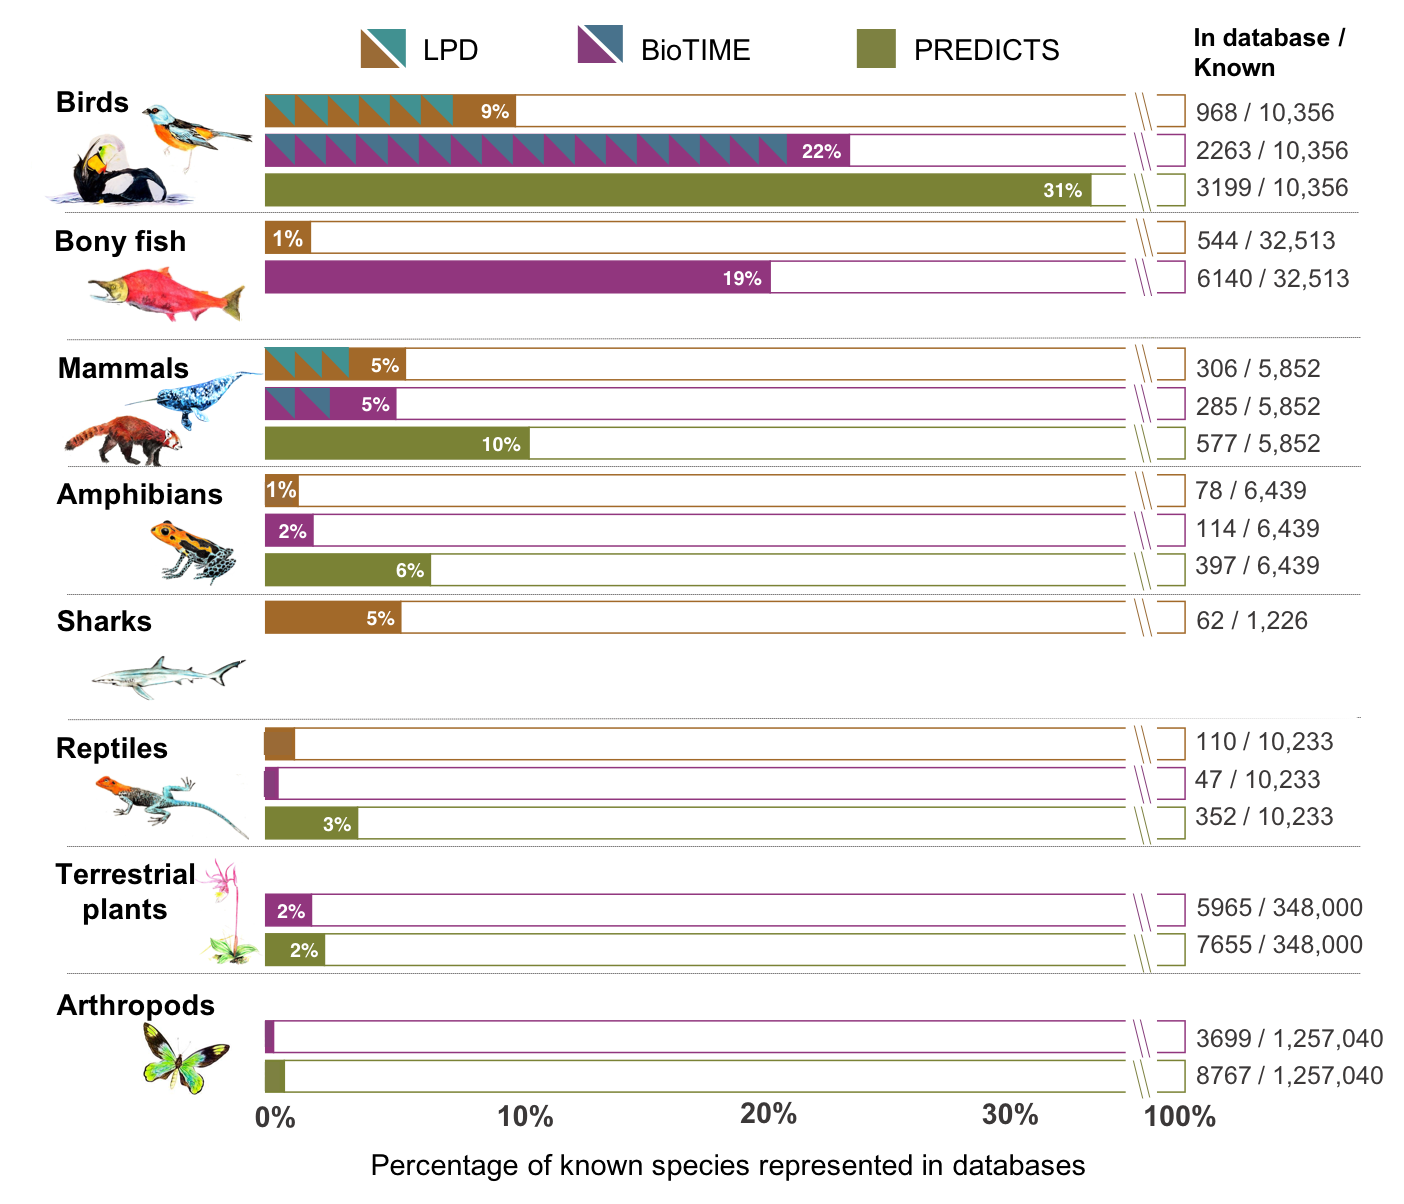 LPD
BioTIME
PREDICTS
In database /
Known
Birds
9%
968 / 10,356
22%
2263 / 10,356
31%
3199 / 10,356
Bony fish
1%
544 / 32,513
19%
6140 / 32,513
Mammals
5%
306 / 5,852
5%
285 / 5,852
10%
577 / 5,852
Amphibians
1%
78 / 6,439
2%
114 / 6,439
6%
397 / 6,439
Sharks
5%
62 / 1,226
Reptiles
110 / 10,233
47 / 10,233
3%
352 / 10,233
Terrestrial
plants
2%
5965 / 348,000
2%
7655 / 348,000
Arthropods
3699 / 1,257,040
8767 / 1,257,040
0%
10%
20%
30%
100%
Percentage of known species represented in databases